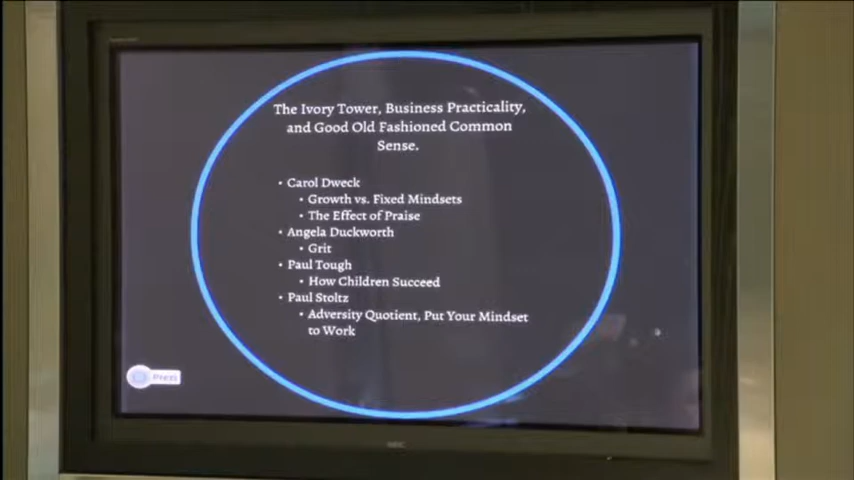 The Ivory Tower, Business Practicality,
and Good Old Fashioned Common
Sense.
• Carol Dweck
• Growth vs. Fixed Mindsets
• The Effect of Praise
• Angela Duckworth
• Grit
• Paul Tough
• How Children Succeed
• Paul Stoltz
• Adversity Quotient, Put Your Mindset
to Work
Prezi
NEC